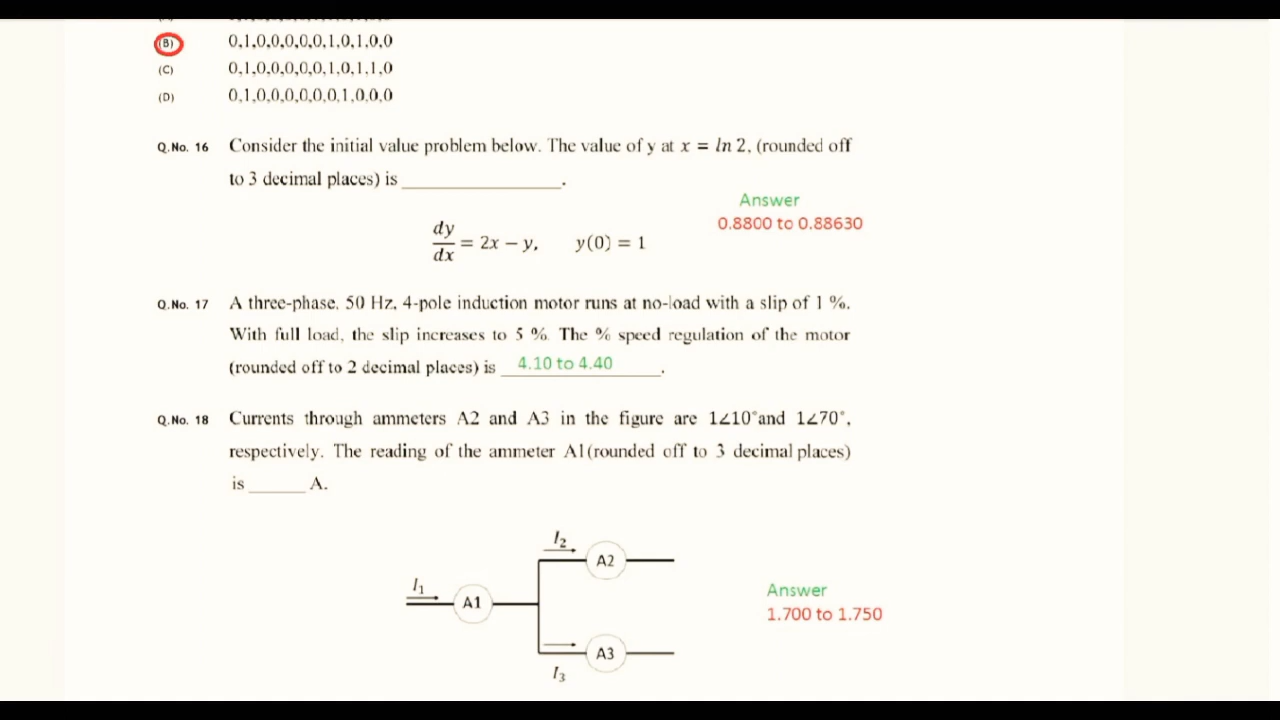 (B) 0,1,0,0,0,0,0,1,0,1,0,0
(C) 0,1,0,0,0,0,0,1,0,1,1,0
(D) 0,1,0,0,0,0,0,0,1,0,0,0
Q.No. 16 Consider the initial value problem below. The value of y at x = ln 2, (rounded off
to 3 decimal places) is ______________.
Answer
0.8800 to 0.88630
dy/dx = 2x − y, y(0) = 1
Q.No. 17 A three-phase, 50 Hz, 4-pole induction motor runs at no-load with a slip of 1 %.
With full load, the slip increases to 5 %. The % speed regulation of the motor
(rounded off to 2 decimal places) is 4.10 to 4.40.
Q.No. 18 Currents through ammeters A2 and A3 in the figure are 1∠10° and 1∠70°,
respectively. The reading of the ammeter A1 (rounded off to 3 decimal places)
is ______ A.
I2
A2
I1
A1
Answer
1.700 to 1.750
A3
I3